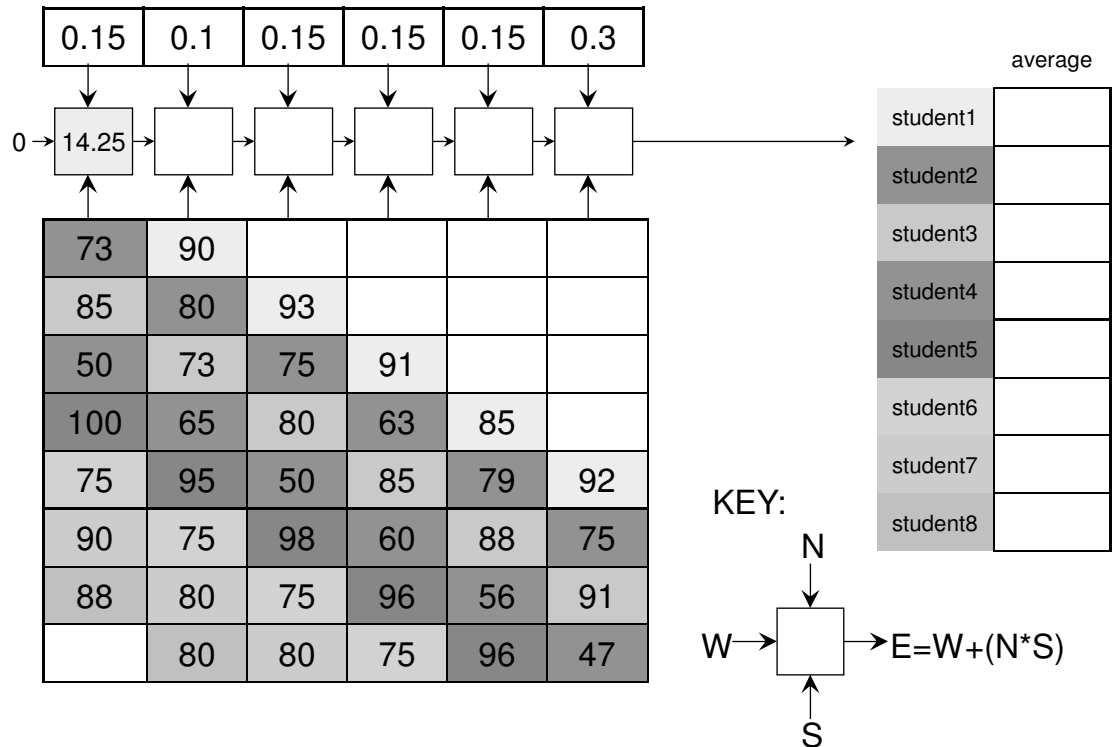 0.15 0.1 0.15 0.15 0.15 0.3
average
0 14.25
student1
student2
student3
student4
student5
student6
student7
student8
73 90
85 80 93
50 73 75 91
100 65 80 63 85
75 95 50 85 79 92
90 75 98 60 88 75
88 80 75 96 56 91
80 80 75 96 47
KEY:
N
W E=W+(N*S)
S